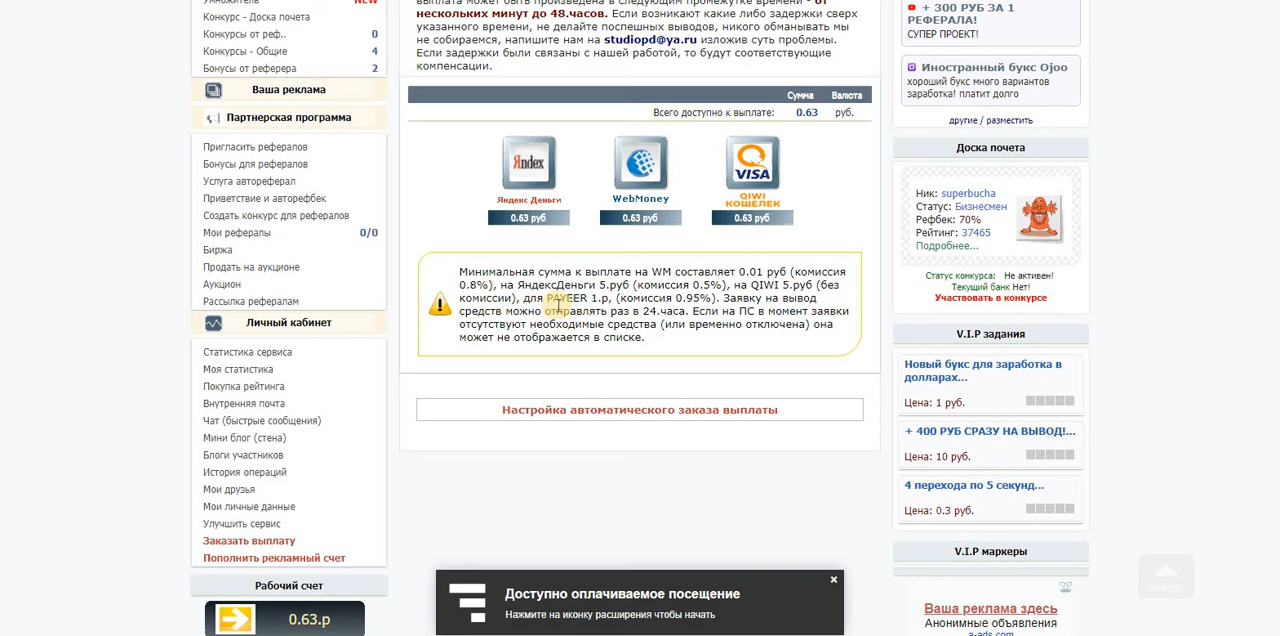 NEW
Конкурс - Доска почета
Конкурсы от реф.. 0
Конкурсы - Общие 4
Бонусы от реферера 2
Ваша реклама
Партнерская программа
Пригласить рефералов
Бонусы для рефералов
Услуга автореферал
Приветствие и авторефбек
Создать конкурс для рефералов
Мои рефералы 0/0
Биржа
Продать на аукционе
Аукцион
Рассылка рефералам
Личный кабинет
Статистика сервиса
Моя статистика
Покупка рейтинга
Внутренняя почта
Чат (быстрые сообщения)
Мини блог (стена)
Блоги участников
История операций
Мои друзья
Мои личные данные
Улучшить сервис
Заказать выплату
Пополнить рекламный счет
Рабочий счет
0.63.р
нескольких минут до 48.часов. Если возникают какие либо задержки сверх
указанного времени, не делайте поспешных выводов, никого обманывать мы
не собираемся, напишите нам на studiopd@ya.ru изложив суть проблемы.
Если задержки были связаны с нашей работой, то будут соответствующие
компенсации.
Сумма Валюта
Всего доступно к выплате: 0.63 руб.
Яndex
VISA
Яндекс Деньги
WebMoney
QIWI
КОШЕЛЕК
0.63 руб 0.63 руб 0.63 руб
Минимальная сумма к выплате на WM составляет 0.01 руб (комиссия
0.8%), на ЯндексДеньги 5.руб (комиссия 0.5%), на QIWI 5.руб (без
комиссии), для PAYEER 1.р, (комиссия 0.95%). Заявку на вывод
средств можно отправлять раз в 24.часа. Если на ПС в момент заявки
отсутствуют необходимые средства (или временно отключена) она
может не отображается в списке.
Настройка автоматического заказа выплаты
Доступно оплачиваемое посещение
Нажмите на иконку расширения чтобы начать
+ 300 РУБ ЗА 1
РЕФЕРАЛА!
СУПЕР ПРОЕКТ!
Иностранный букс Ojoo
хороший букс много вариантов
заработка! платит долго
другие / разместить
Доска почета
Ник: superbucha
Статус: Бизнесмен
Рефбек: 70%
Рейтинг: 37465
Подробнее...
Статус конкурса: Не активен!
Текущий банк Нет!
Участвовать в конкурсе
V.I.P задания
Новый букс для заработка в
долларах...
Цена: 1 руб.
+ 400 РУБ СРАЗУ НА ВЫВОД!...
Цена: 10 руб.
4 перехода по 5 секунд...
Цена: 0.3 руб.
V.I.P маркеры
Ваша реклама здесь
Анонимные объявления
a-ads.com